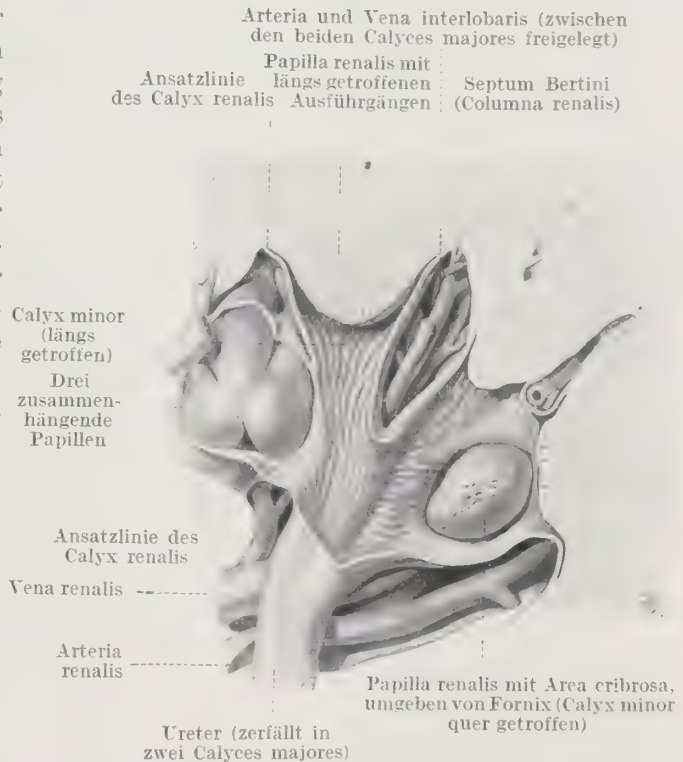 Arteria und Vena interlobaris (zwischen
den beiden Calyces majores freigelegt)
Papilla renalis mit
längs getroffenen
Ausführgängen
Ansatzlinie
des Calyx renalis
Septum Bertini
(Columna renalis)
Calyx minor
(längs
getroffen)
Drei
zusammen-
hängende
Papillen
Ansatzlinie des
Calyx renalis
Vena renalis
Arteria
renalis
Papilla renalis mit Area cribrosa,
umgeben von Fornix (Calyx minor
quer getroffen)
Ureter (zerfällt in
zwei Calyces majores)